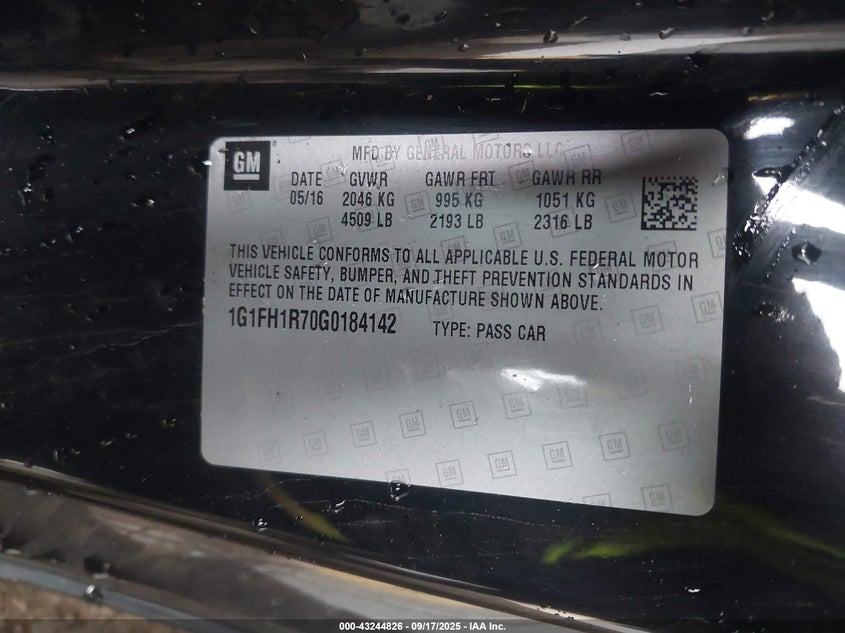 GM
MFD BY GENERAL MOTORS LLC
DATE GVWR GAWR FRT GAWR RR
05/16 2046 KG 995 KG 1051 KG
4509 LB 2193 LB 2316 LB
THIS VEHICLE CONFORMS TO ALL APPLICABLE U.S. FEDERAL MOTOR
VEHICLE SAFETY, BUMPER, AND THEFT PREVENTION STANDARDS IN
EFFECT ON THE DATE OF MANUFACTURE SHOWN ABOVE.
1G1FH1R70G0184142 TYPE: PASS CAR
000-43244826 - 09/17/2025 - IAA Inc.